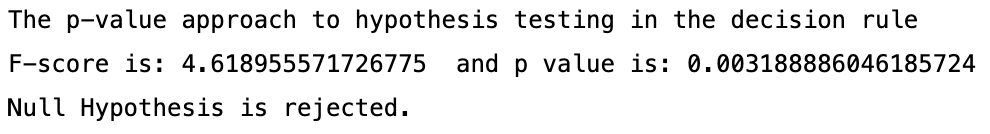 The p-value approach to hypothesis testing in the decision rule
F-score is: 4.618955571726775  and p value is: 0.003188886046185724
Null Hypothesis is rejected.